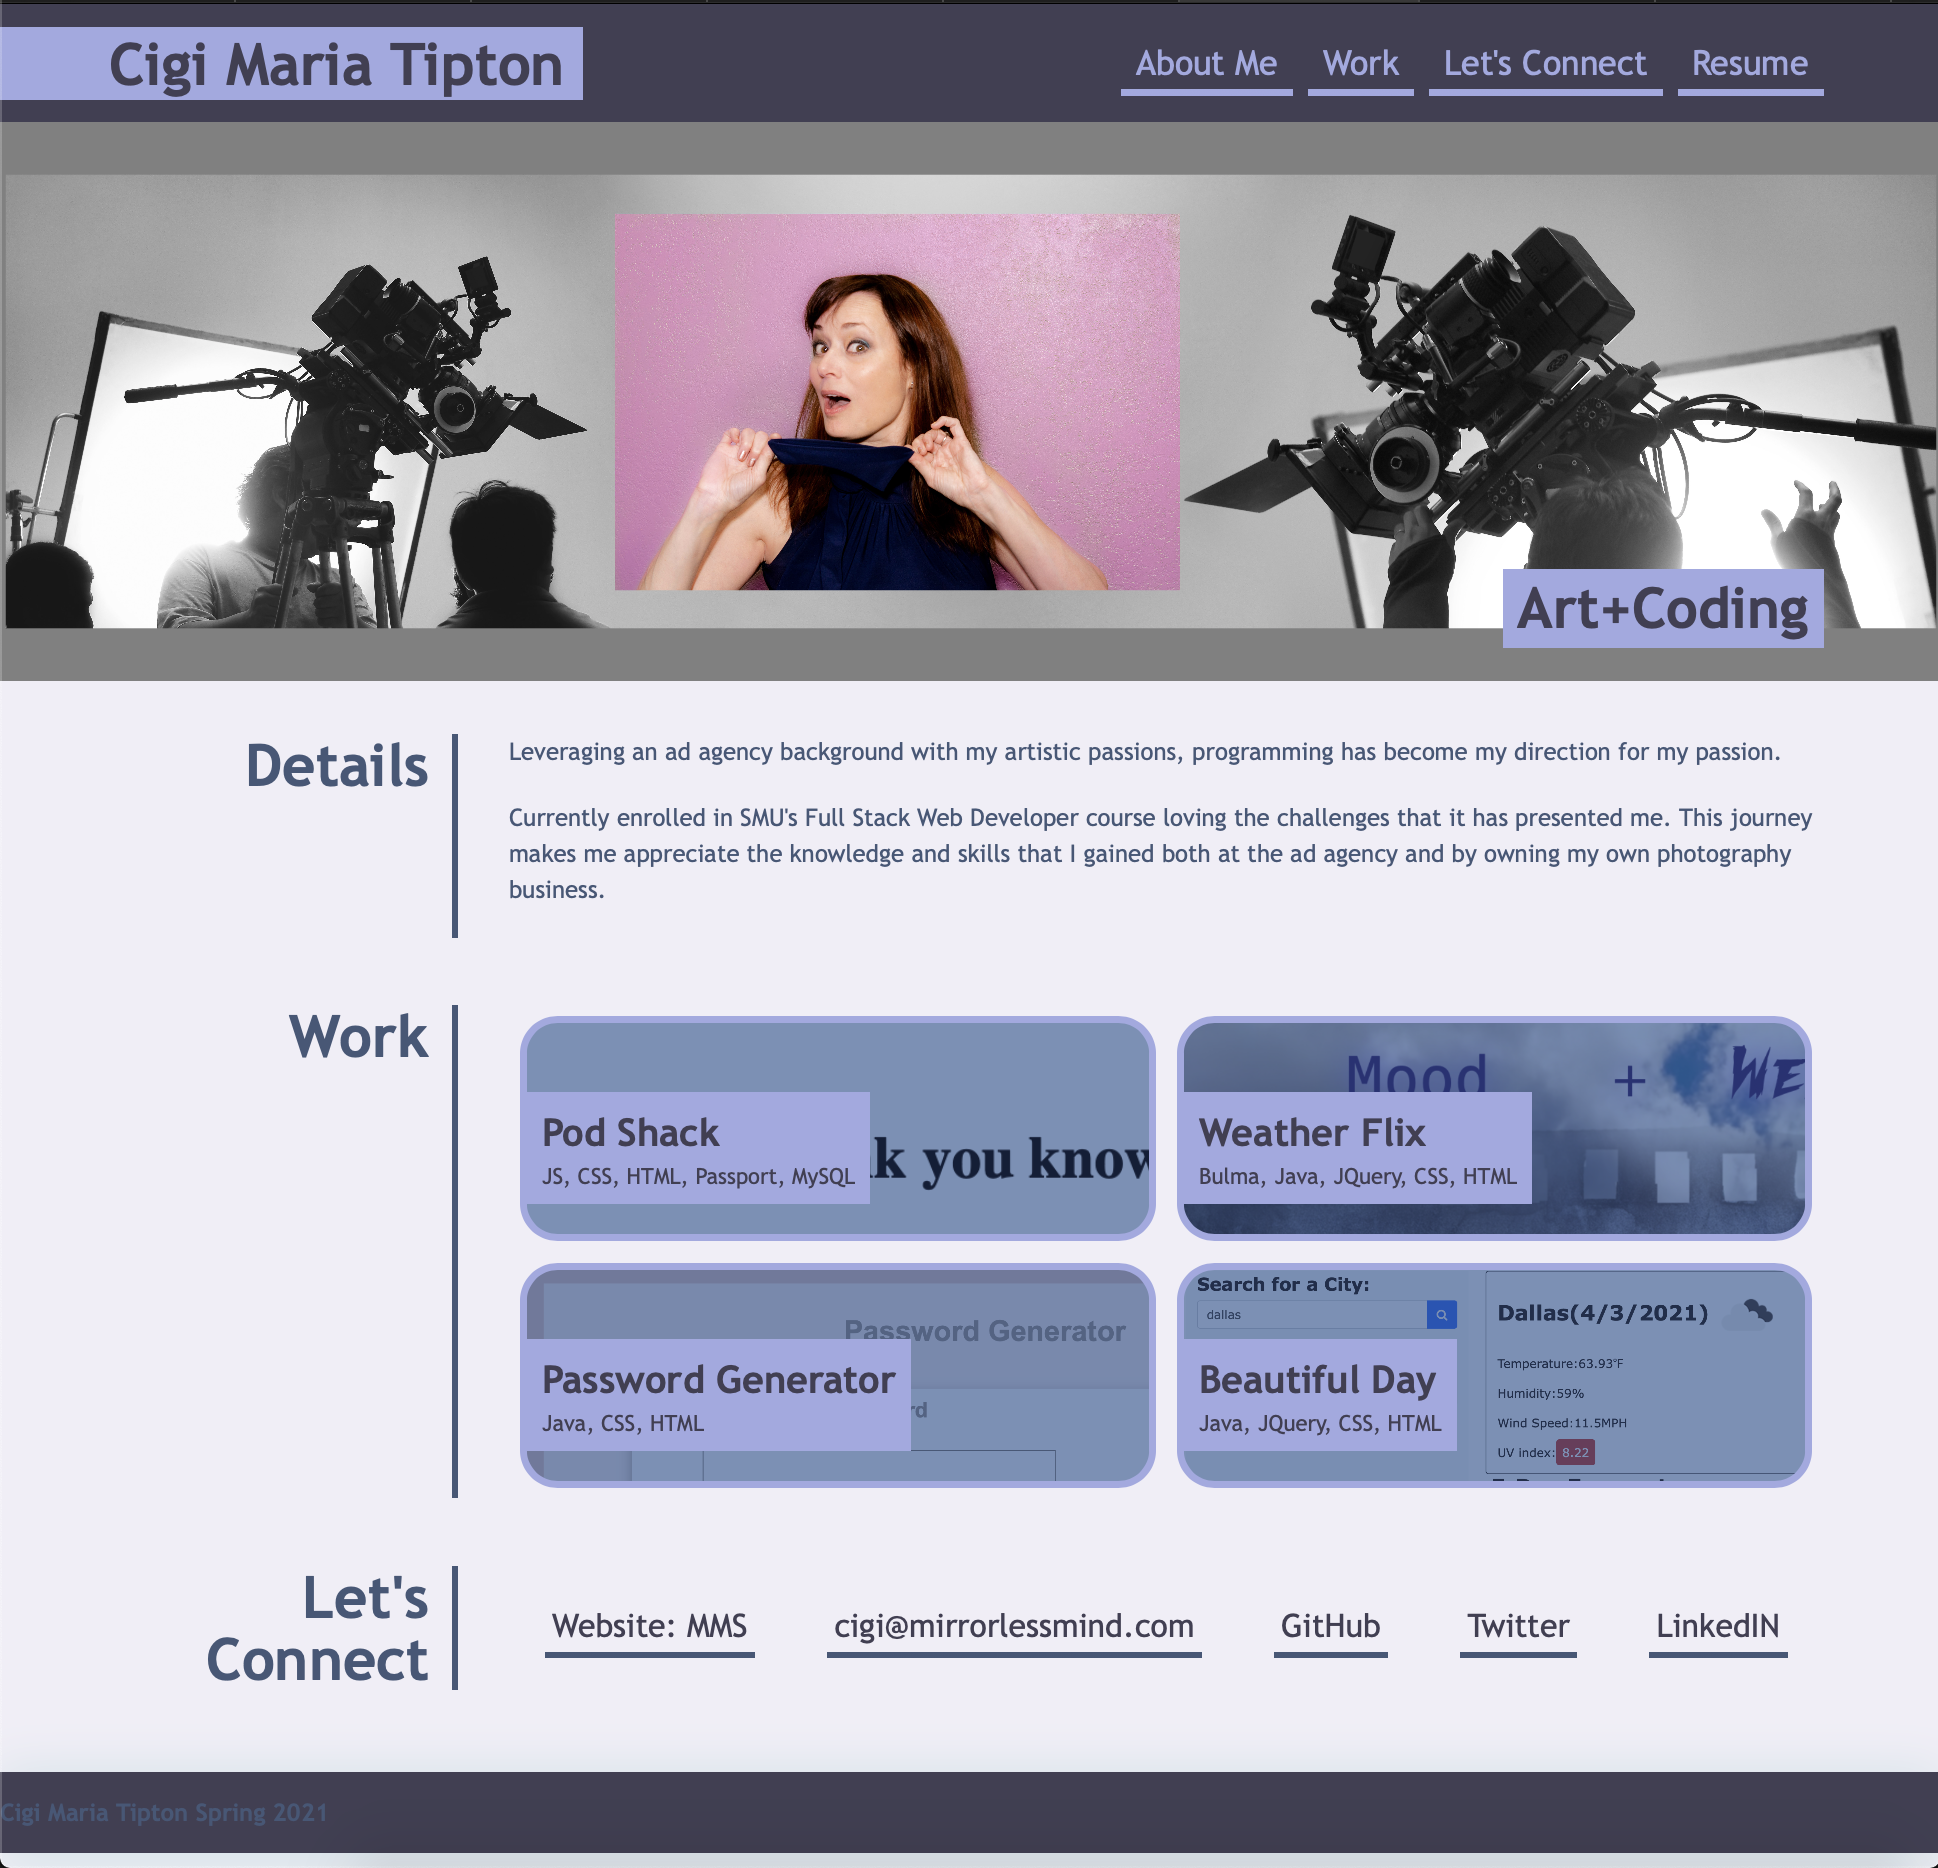 Cigi Maria Tipton
About Me Work Let's Connect Resume
Art+Coding
Details
Leveraging an ad agency background with my artistic passions, programming has become my direction for my passion.
Currently enrolled in SMU's Full Stack Web Developer course loving the challenges that it has presented me. This journey
makes me appreciate the knowledge and skills that I gained both at the ad agency and by owning my own photography
business.
Work
Pod Shack
JS, CSS, HTML, Passport, MySQL
you know
Mood + WE
Weather Flix
Bulma, Java, JQuery, CSS, HTML
Password Generator
Password Generator
Java, CSS, HTML
Search for a City:
dallas
Dallas(4/3/2021)
Temperature:63.93°F
Humidity:59%
Wind Speed:11.5MPH
UV index: 8.22
Beautiful Day
Java, JQuery, CSS, HTML
Let's
Connect
Website: MMS
cigi@mirrorlessmind.com
GitHub
Twitter
LinkedIN
Cigi Maria Tipton Spring 2021